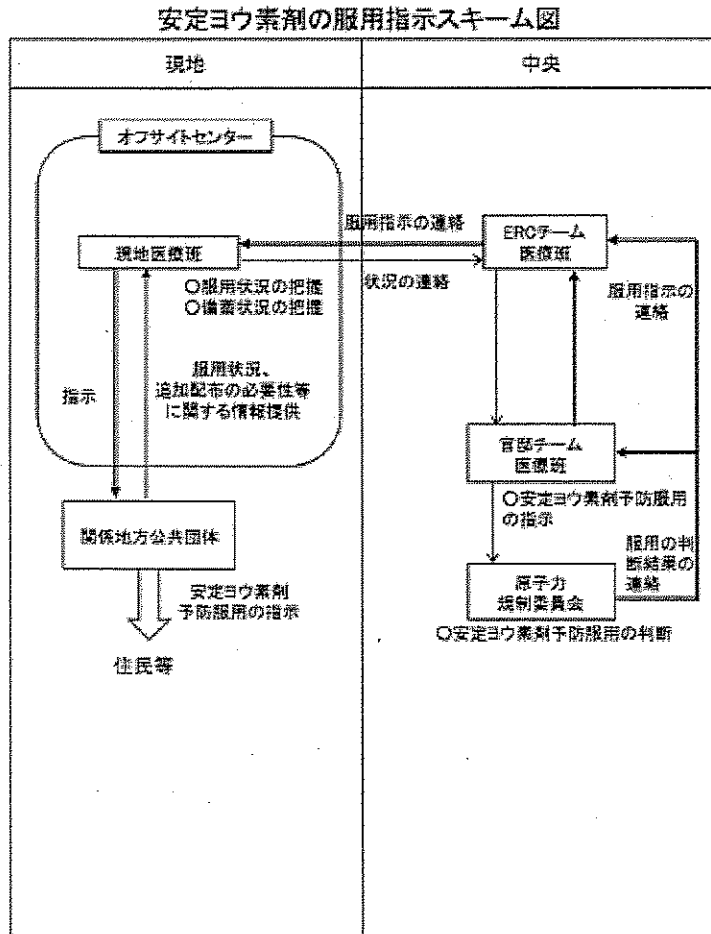 安定ヨウ素剤の服用指示スキーム図
現地
中央
オフサイトセンター
現地医療班
服用指示の連絡
状況の連絡
ERCチーム
医療班
○服用状況の把握
○備蓄状況の把握
服用指示の
連絡
指示
服用状況、
追加配布の必要性等
に関する情報提供
官邸チーム
医療班
○安定ヨウ素剤予防服用
の指示
関係地方公共団体
服用の判
断結果の
連絡
原子力
規制委員会
○安定ヨウ素剤予防服用の判断
安定ヨウ素剤
予防服用の指示
住民等